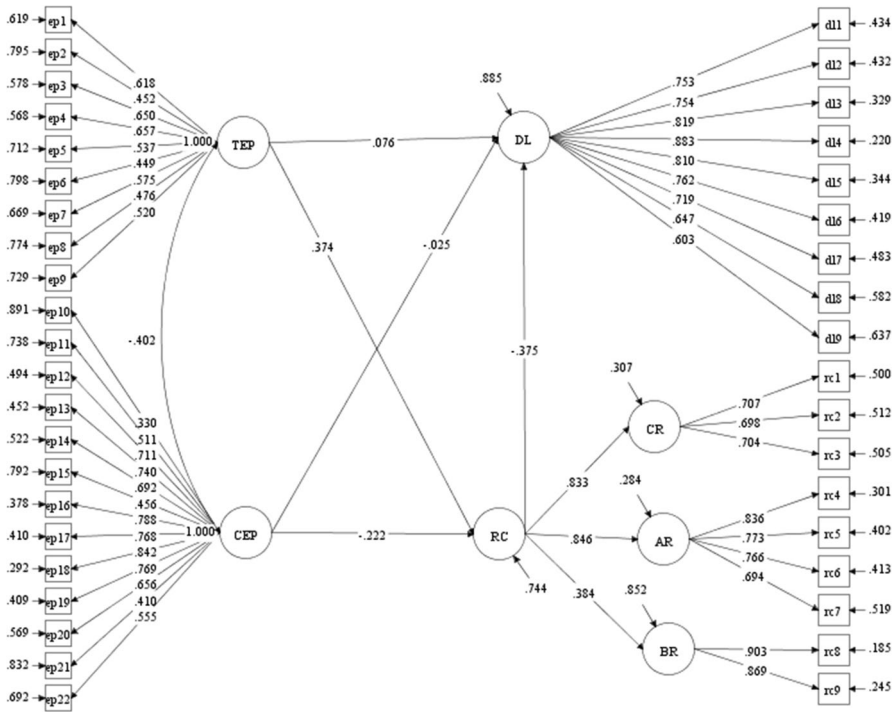 .619 ep1
.795 ep2
.578 ep3
.568 ep4
.712 ep5
.798 ep6
.669 ep7
.774 ep8
.729 ep9
.891 ep10
.738 ep11
.494 ep12
.452 ep13
.522 ep14
.792 ep15
.378 ep16
.410 ep17
.292 ep18
.409 ep19
.569 ep20
.832 ep21
.692 ep22
.618
.452
.650
.657
.537
.449
.575
.476
.520
1.000 TEP
-.402
.330
.511
.711
.740
.692
.456
.788
.768
.842
.769
.656
.410
.555
1.000 CEP
.076
.374
-.025
-.222
-.375
.885
DL
RC
.744
.753
.754
.819
.883
.810
.762
.719
.647
.603
dl1 .434
dl2 .432
dl3 .329
dl4 .220
dl5 .344
dl6 .419
dl7 .483
dl8 .582
dl9 .637
.833
.846
.384
.307
CR
.284
AR
.852
BR
.707
.698
.704
.836
.773
.766
.694
.903
.869
rc1 .500
rc2 .512
rc3 .505
rc4 .301
rc5 .402
rc6 .413
rc7 .519
rc8 .185
rc9 .245